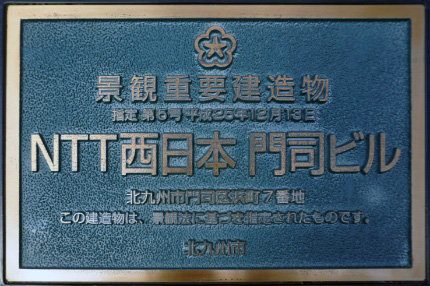 景観重要建造物
指定 第6号 平成25年12月13日
NTT西日本 門司ビル
北九州市門司区浜町7番地
この建造物は、景観法に基づき指定されたものです。
北九州市